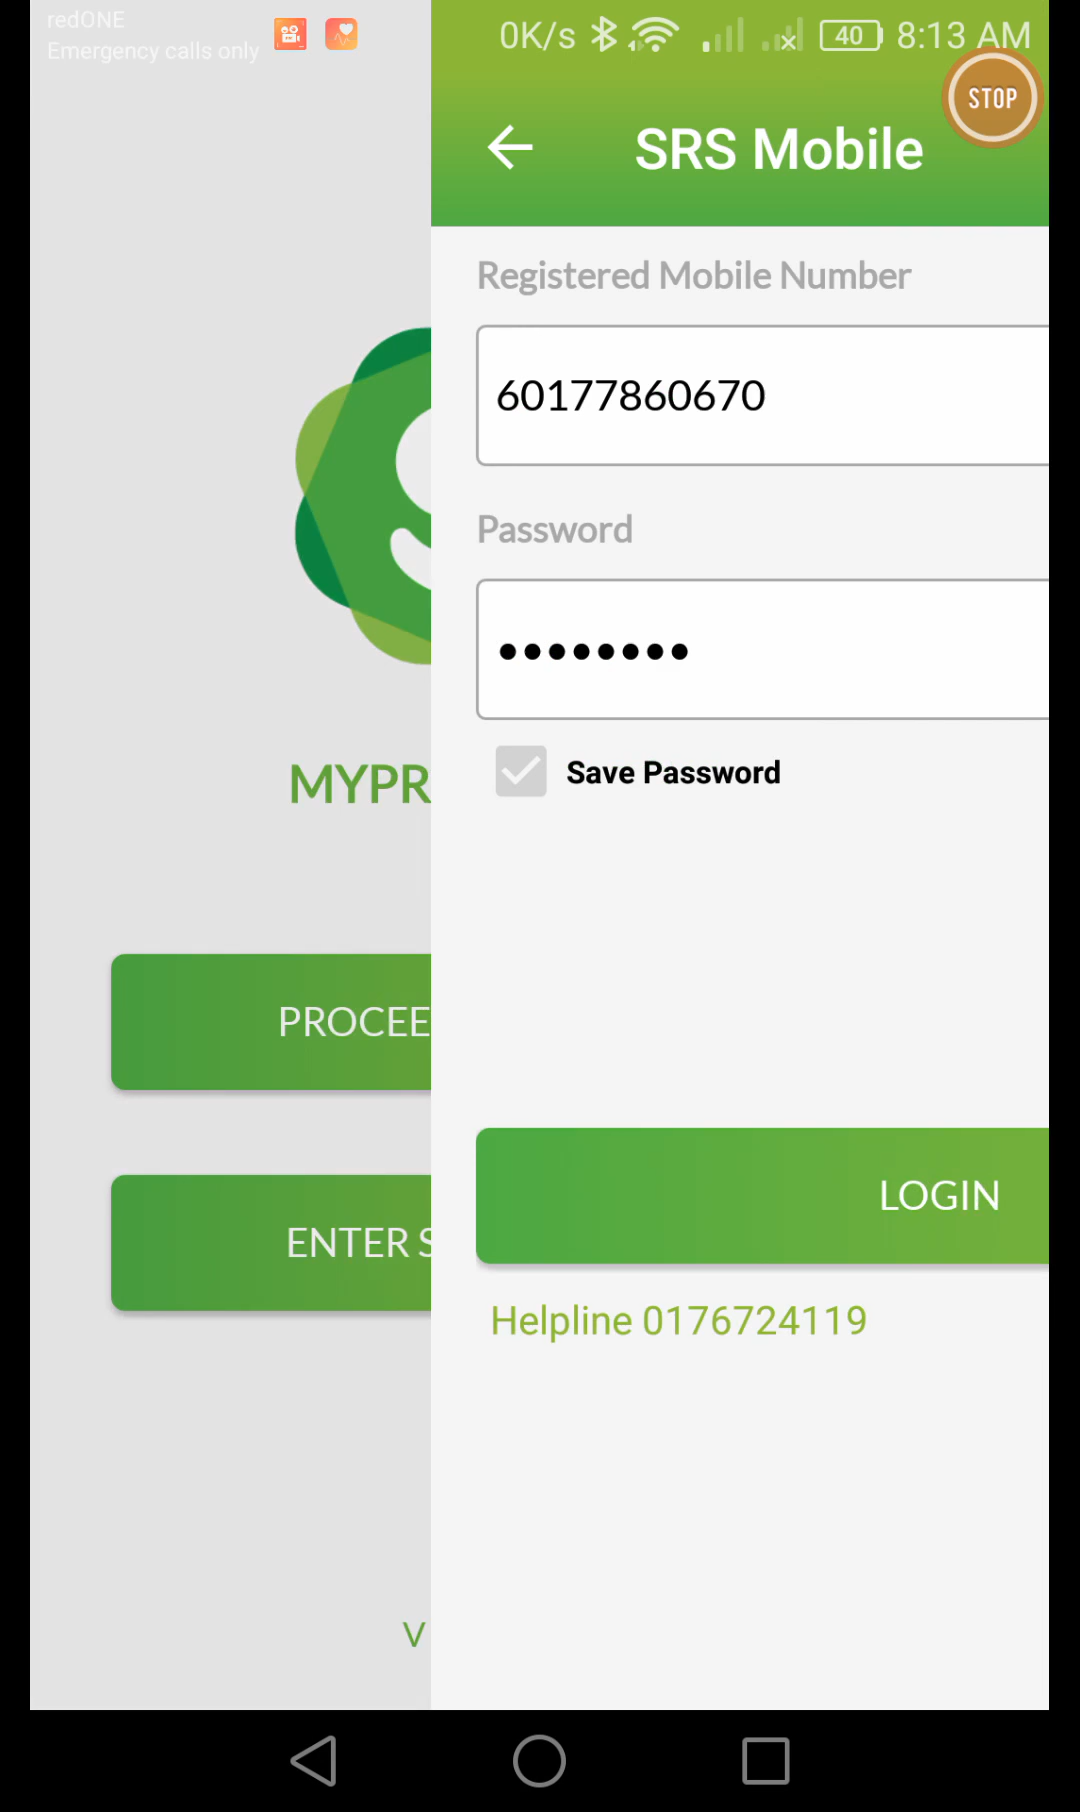 redONE
Emergency calls only
0K/s
40
8:13 AM
STOP
SRS Mobile
Registered Mobile Number
60177860670
Password
Save Password
MYPR
PROCEE
ENTER S
LOGIN
Helpline 0176724119
V